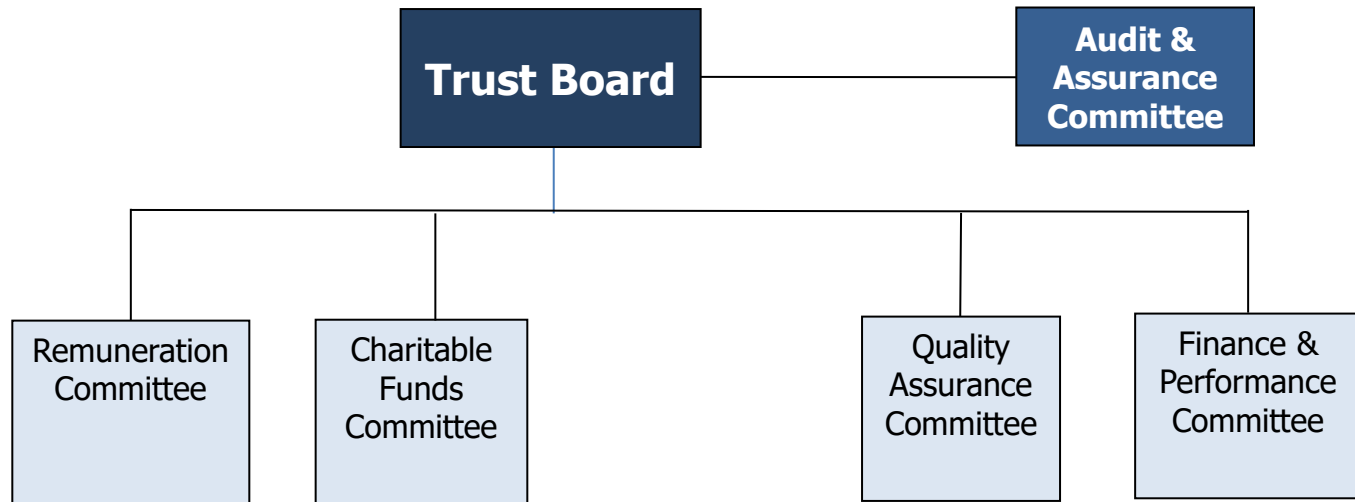 Trust Board
Audit &
Assurance
Committee
Remuneration
Committee
Charitable
Funds
Committee
Quality
Assurance
Committee
Finance &
Performance
Committee